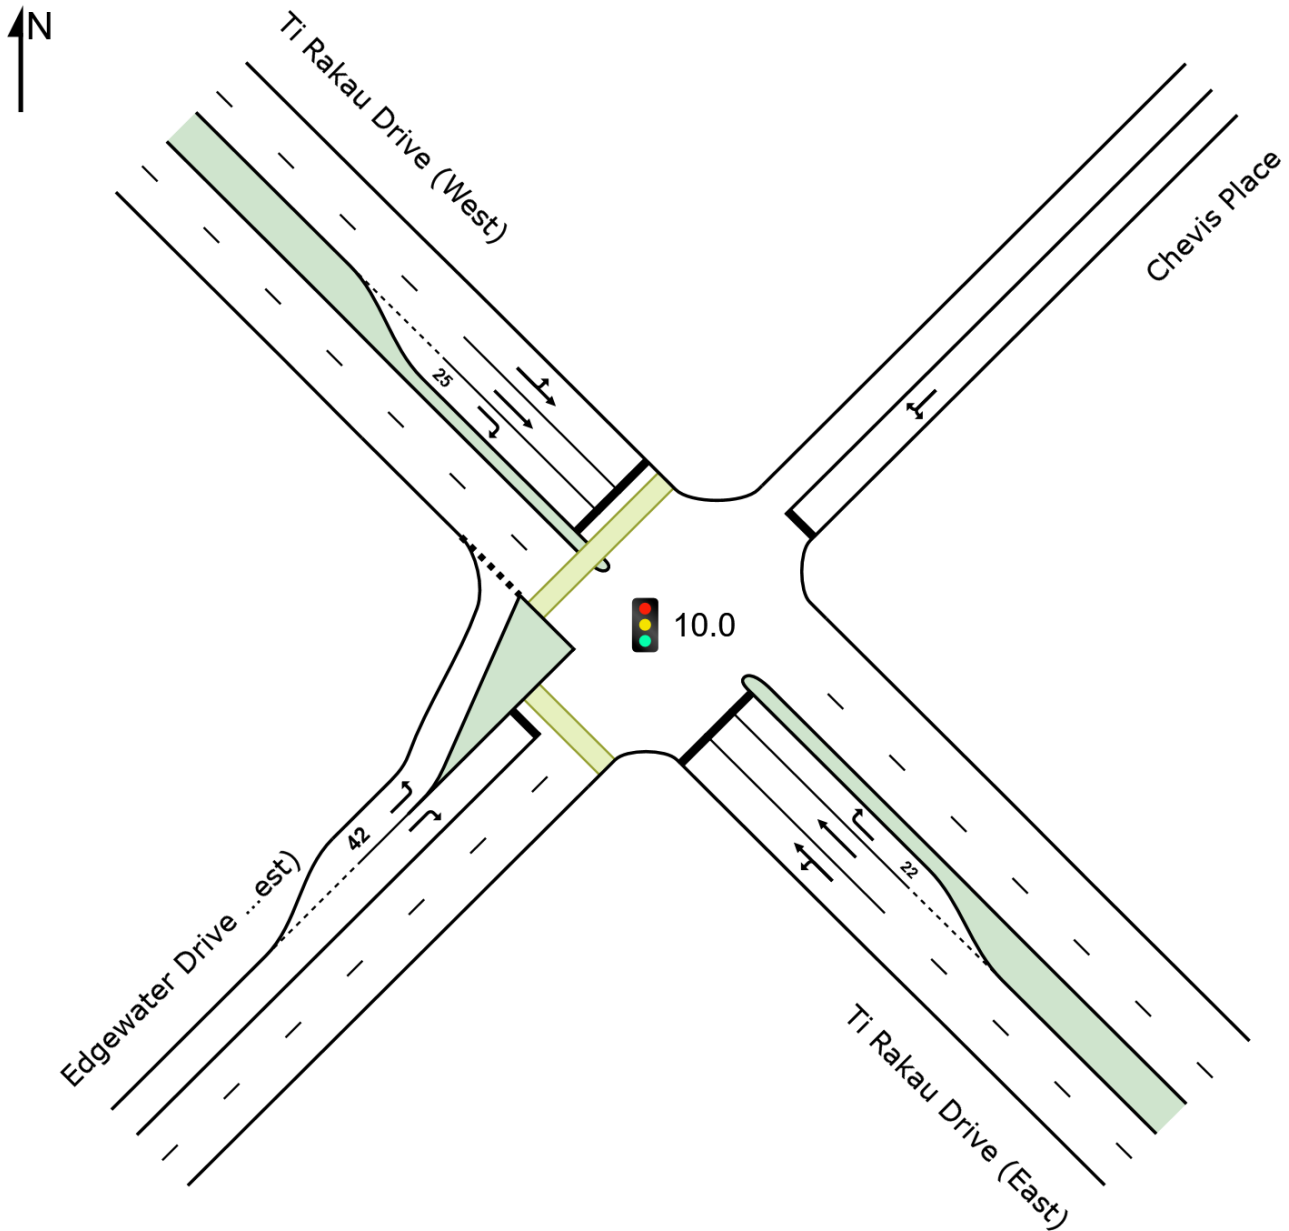 N
Ti Rakau Drive (West)
Chevis Place
25
10.0
42
22
Edgewater Drive ...est)
Ti Rakau Drive (East)